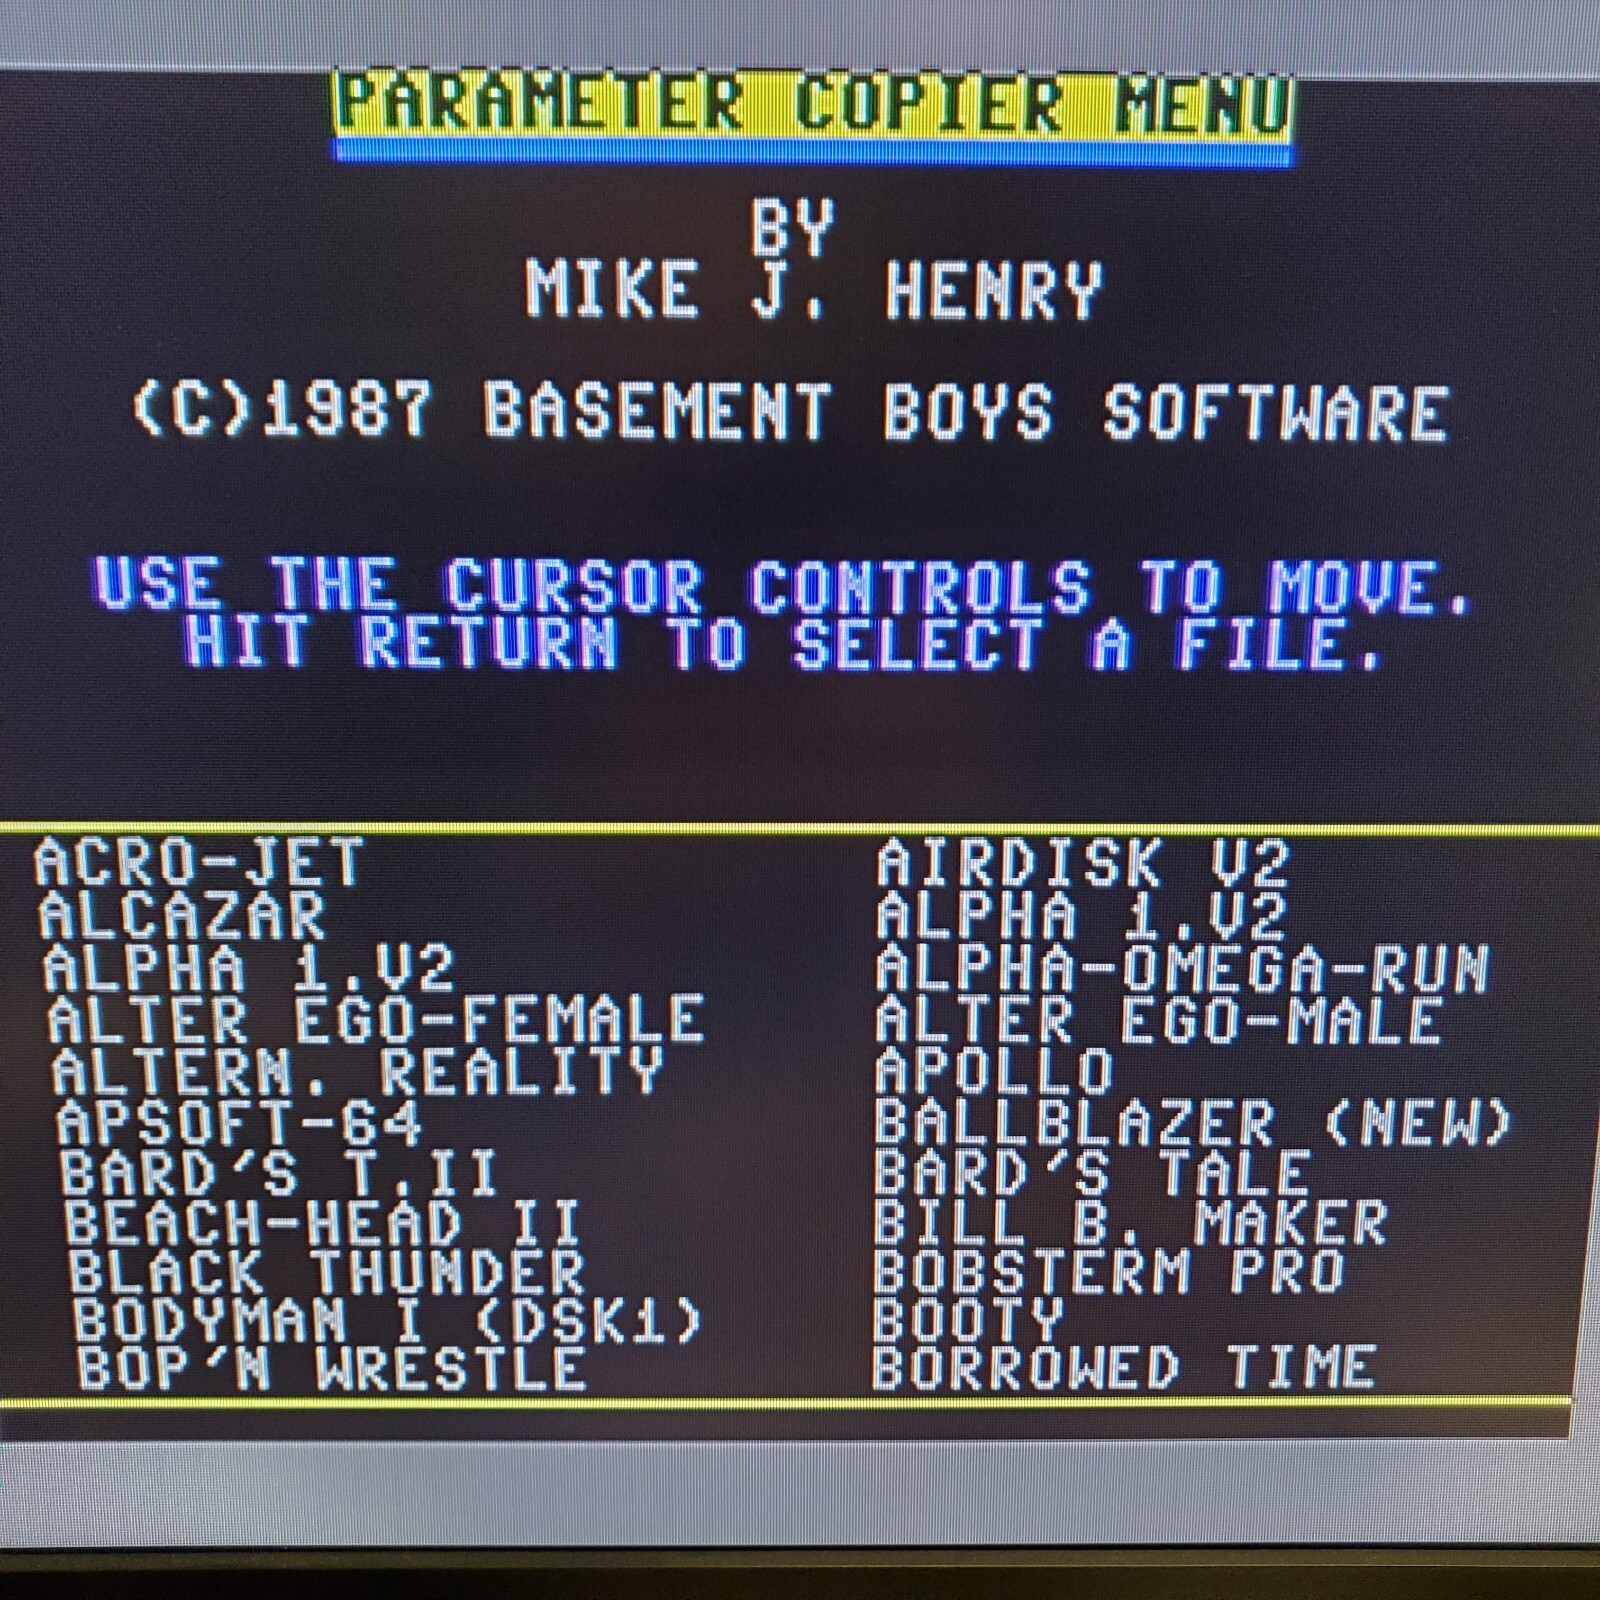 PARAMETER COPIER MENU
BY
MIKE J. HENRY
(C)1987 BASEMENT BOYS SOFTWARE
USE THE CURSOR CONTROLS TO MOVE.
HIT RETURN TO SELECT A FILE.
ACRO-JET AIRDISK V2
ALCAZAR ALPHA 1.V2
ALPHA 1.V2 ALPHA-OMEGA-RUN
ALTER EGO-FEMALE ALTER EGO-MALE
ALTERN. REALITY APOLLO
APSOFT-64 BALLBLAZER (NEW)
BARD'S T.II BARD'S TALE
BEACH-HEAD II BILL B. MAKER
BLACK THUNDER BOBSTERM PRO
BODYMAN I (DSK1) BOOTY
BOP'N WRESTLE BORROWED TIME